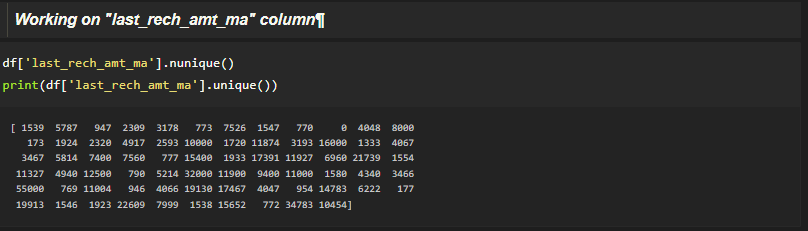 Working on "last_rech_amt_ma" column¶
df['last_rech_amt_ma'].nunique()
print(df['last_rech_amt_ma'].unique())
[ 1539 5787 947 2309 3178 773 7526 1547 770 0 4048 8000
173 1924 2320 4917 2593 10000 1720 11874 3193 16000 1333 4067
3467 5814 7400 7560 777 15400 1933 17391 11927 6960 21739 1554
11327 4940 12500 790 5214 32000 11900 9400 11000 1580 4340 3466
55000 769 11004 946 4066 19130 17467 4047 954 14783 6222 177
19913 1546 1923 22609 7999 1538 15652 772 34783 10454]